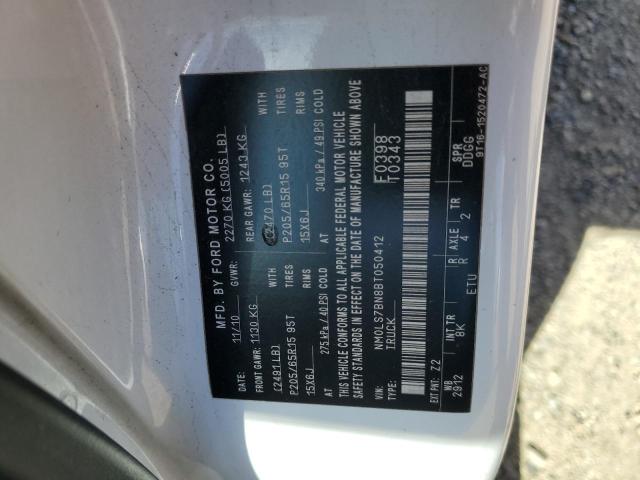 MFD. BY FORD MOTOR CO.
DATE: 11/10 GVWR: 2270 KG (5005 LB)
FRONT GAWR: 1130 KG REAR GAWR: 1243 KG
(2491 LB) WITH (2470 LB) WITH
P205/65R15 95T TIRES P205/65R15 95T TIRES
15X6J RIMS 15X6J RIMS
AT 275 kPa / 40 PSI COLD AT 340 kPa / 49 PSI COLD
THIS VEHICLE CONFORMS TO ALL APPLICABLE FEDERAL MOTOR VEHICLE
SAFETY STANDARDS IN EFFECT ON THE DATE OF MANUFACTURE SHOWN ABOVE
VIN: NM0LS7BN8BT050412 F0398
TYPE: TRUCK T0343
EXT PNT: Z2
WB INT TR R AXLE TR SPR
2912 8K R 4 2 DDGG
ETU 9T16-1520472-AC